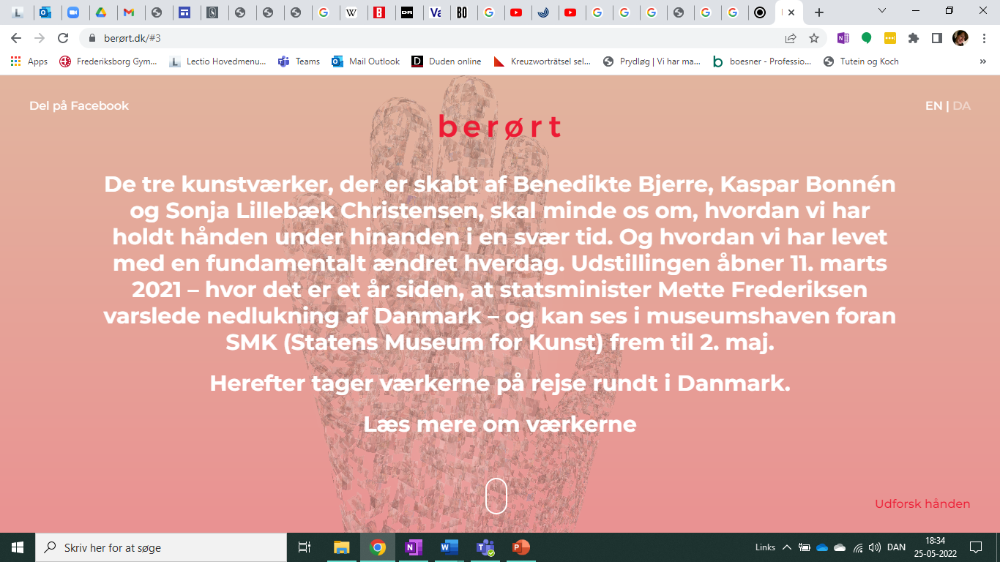 berørt.dk/#3
Apps
Frederiksborg Gym...
Lectio Hovedmenu...
Teams
Mail Outlook
Duden online
Kreuzworträtsel sel...
Prydløg | Vi har ma...
boesner - Professio...
Tutein og Koch
»
Del på Facebook
EN | DA
berørt
De tre kunstværker, der er skabt af Benedikte Bjerre, Kaspar Bonnén
og Sonja Lillebæk Christensen, skal minde os om, hvordan vi har
holdt hånden under hinanden i en svær tid. Og hvordan vi har levet
med en fundamentalt ændret hverdag. Udstillingen åbner 11. marts
2021 – hvor det er et år siden, at statsminister Mette Frederiksen
varslede nedlukning af Danmark – og kan ses i museumshaven foran
SMK (Statens Museum for Kunst) frem til 2. maj.
Herefter tager værkerne på rejse rundt i Danmark.
Læs mere om værkerne
Udforsk hånden
Skriv her for at søge
Links
DAN
18:34
25-05-2022